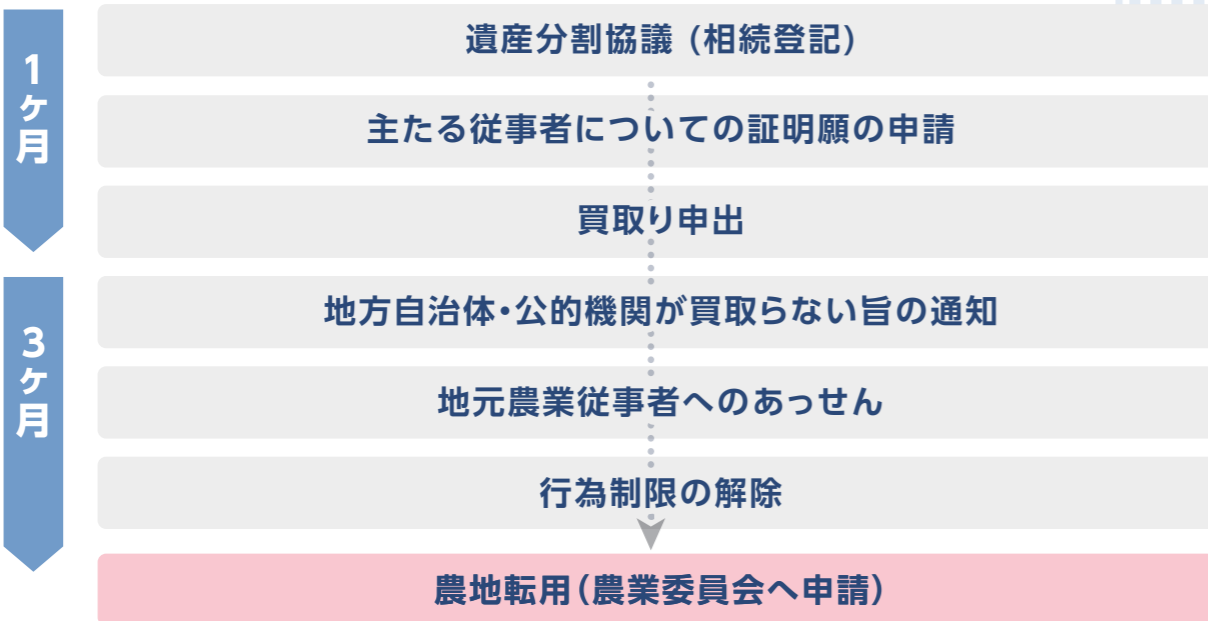 1ヶ月
遺産分割協議 (相続登記)
主たる従事者についての証明願の申請
買取り申出
3ヶ月
地方自治体・公的機関が買取らない旨の通知
地元農業従事者へのあっせん
行為制限の解除
農地転用(農業委員会へ申請)